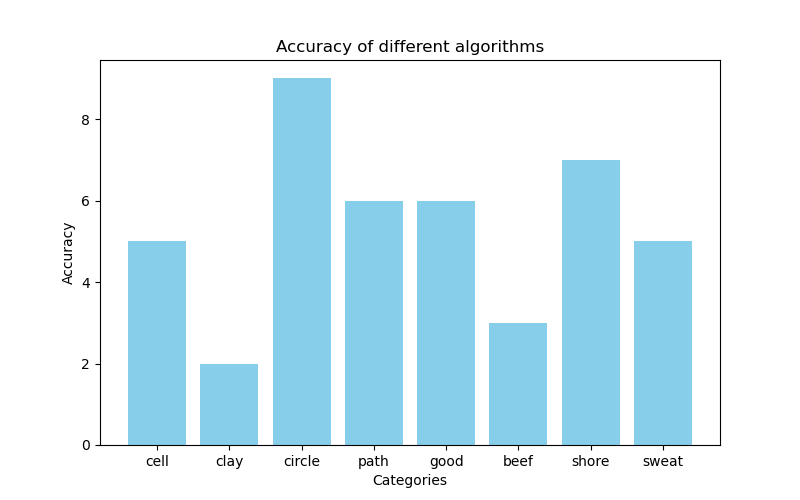 Accuracy of different algorithms
Accuracy
8
6
4
2
0
cell clay circle path good beef shore sweat
Categories